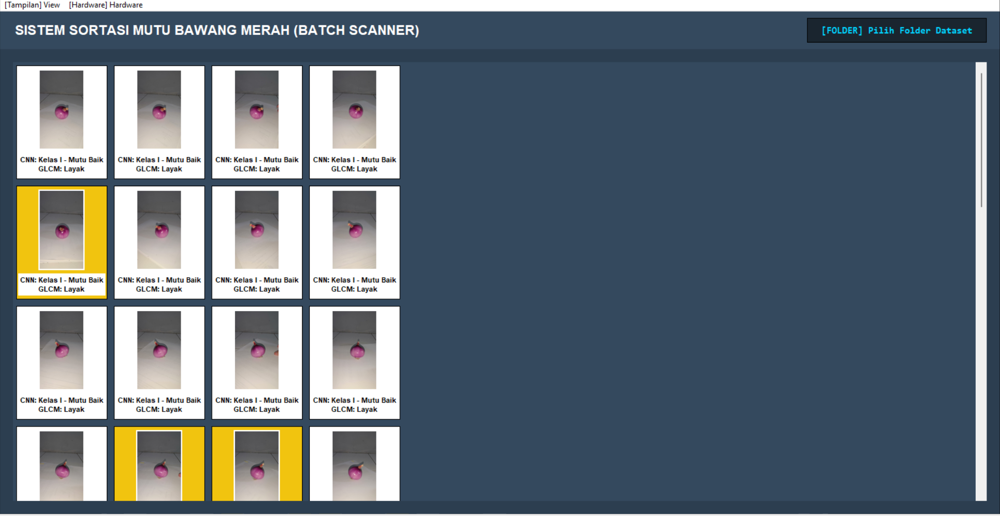 [Tampilan] View [Hardware] Hardware
SISTEM SORTASI MUTU BAWANG MERAH (BATCH SCANNER)
[FOLDER] Pilih Folder Dataset
CNN: Kelas I - Mutu Baik
GLCM: Layak
CNN: Kelas I - Mutu Baik
GLCM: Layak
CNN: Kelas I - Mutu Baik
GLCM: Layak
CNN: Kelas I - Mutu Baik
GLCM: Layak
CNN: Kelas I - Mutu Baik
GLCM: Layak
CNN: Kelas I - Mutu Baik
GLCM: Layak
CNN: Kelas I - Mutu Baik
GLCM: Layak
CNN: Kelas I - Mutu Baik
GLCM: Layak
CNN: Kelas I - Mutu Baik
GLCM: Layak
CNN: Kelas I - Mutu Baik
GLCM: Layak
CNN: Kelas I - Mutu Baik
GLCM: Layak
CNN: Kelas I - Mutu Baik
GLCM: Layak